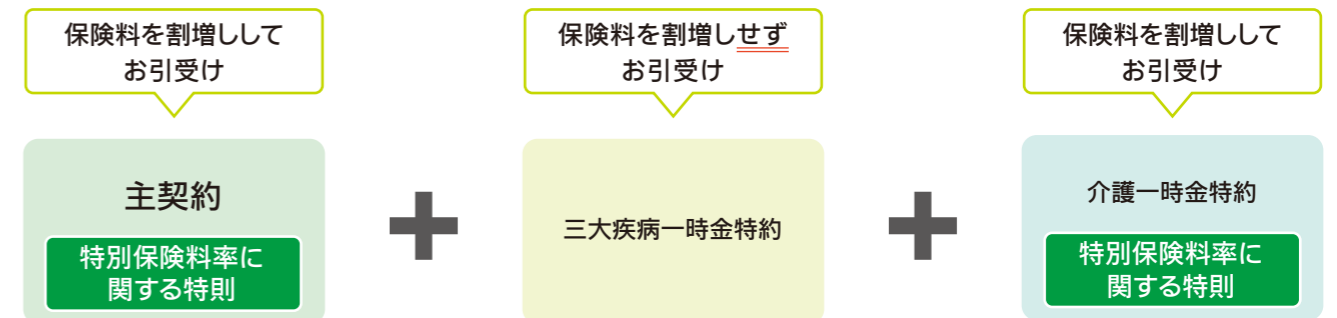 保険料を割増しして
お引受け
保険料を割増しせず
お引受け
保険料を割増しして
お引受け
主契約
特別保険料率に
関する特則
三大疾病一時金特約
介護一時金特約
特別保険料率に
関する特則